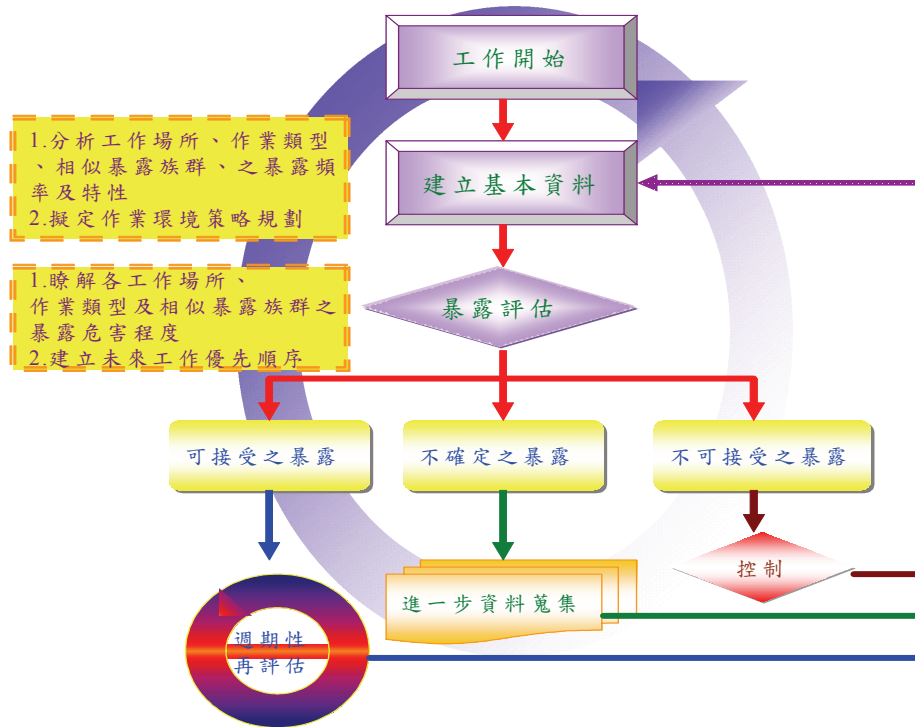 工作開始
1.分析工作場所、作業類型
、相似暴露族群、之暴露頻
率及特性
2.擬定作業環境策略規劃
建立基本資料
1.瞭解各工作場所、
作業類型及相似暴露族群之
暴露危害程度
2.建立未來工作優先順序
暴露評估
可接受之暴露
不確定之暴露
不可接受之暴露
控制
進一步資料蒐集
週期性
再評估